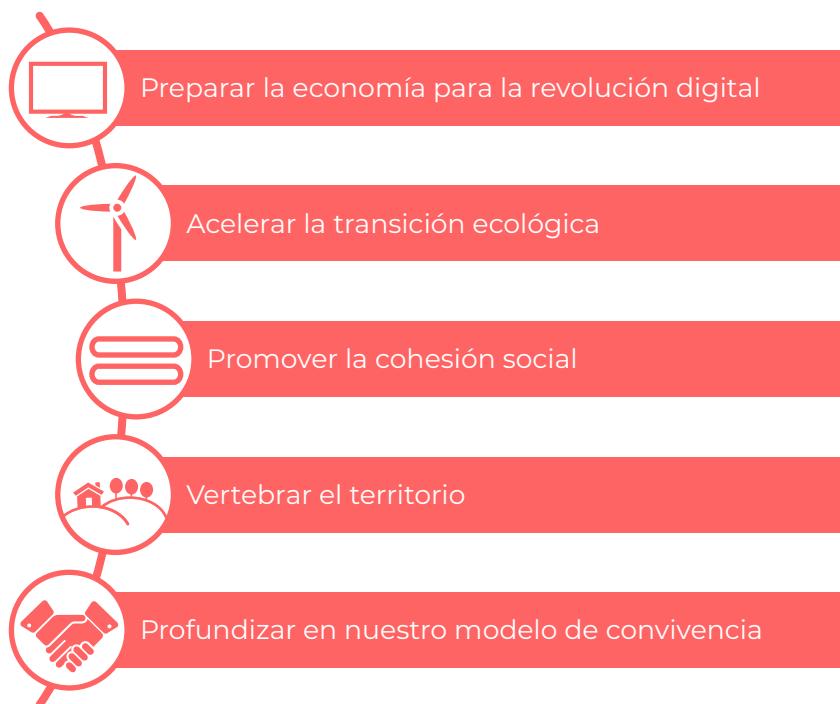 Preparar la economía para la revolución digital
Acelerar la transición ecológica
Promover la cohesión social
Vertebrar el territorio
Profundizar en nuestro modelo de convivencia